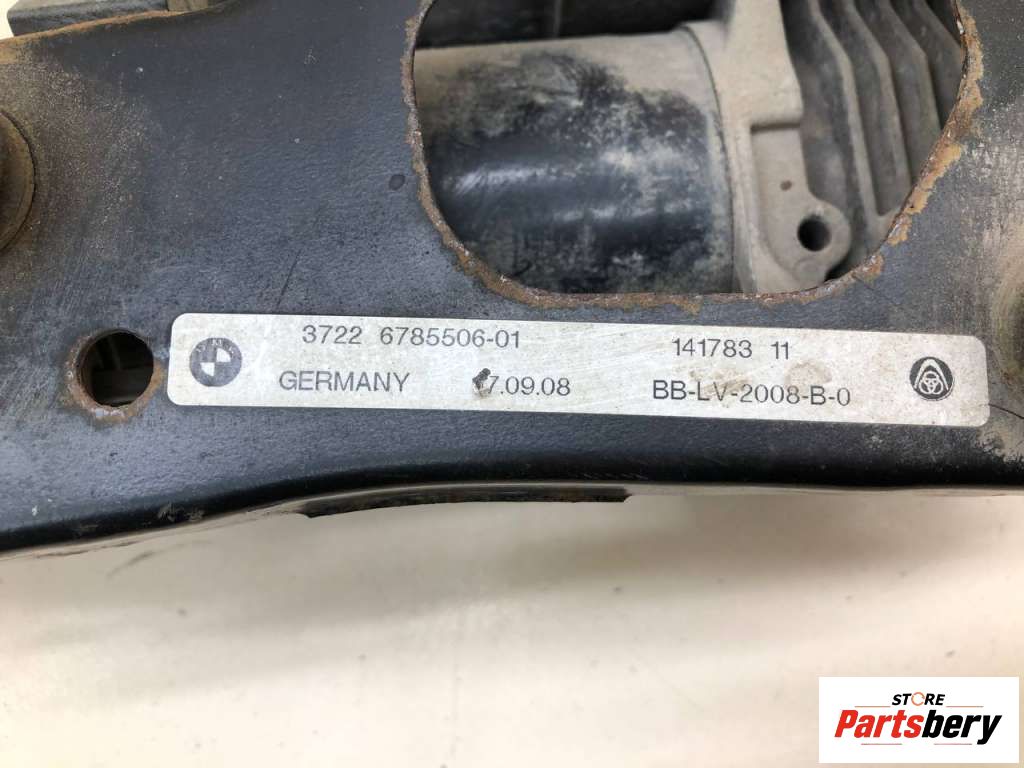 3722 6785506-01 141783 11
GERMANY 7.09.08 BB-LV-2008-B-0
STORE
Partsbery